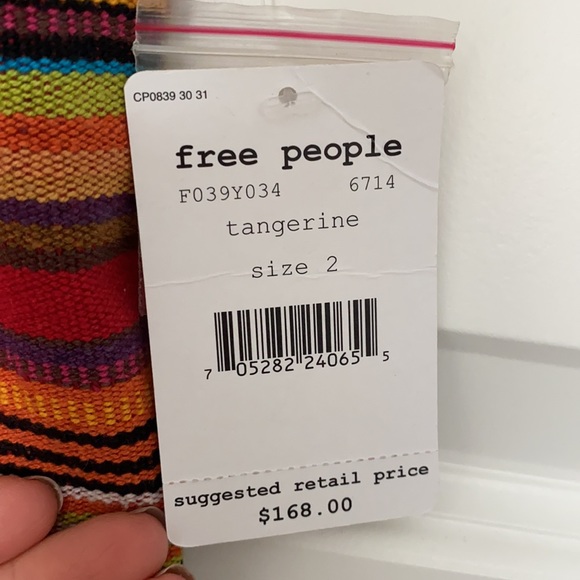 CP0839 30 31
free people
F039Y034 6714
tangerine
size 2
7 05282 24065 5
suggested retail price
$168.00